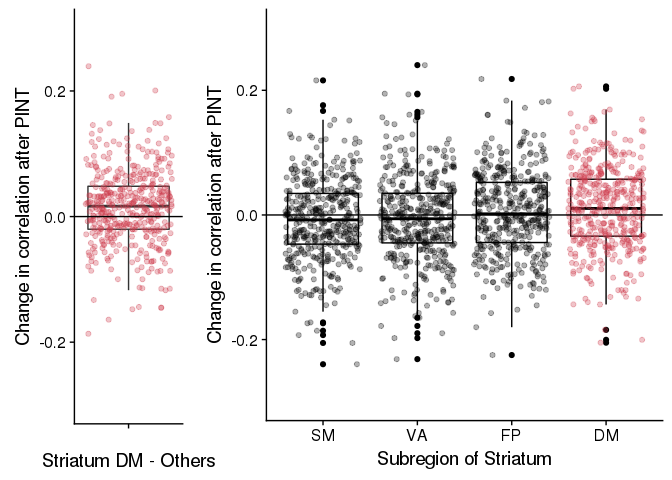 Change in correlation after PINT
0.2
0.0
-0.2
Striatum DM - Others
Change in correlation after PINT
0.2
0.0
-0.2
SM VA FP DM
Subregion of Striatum